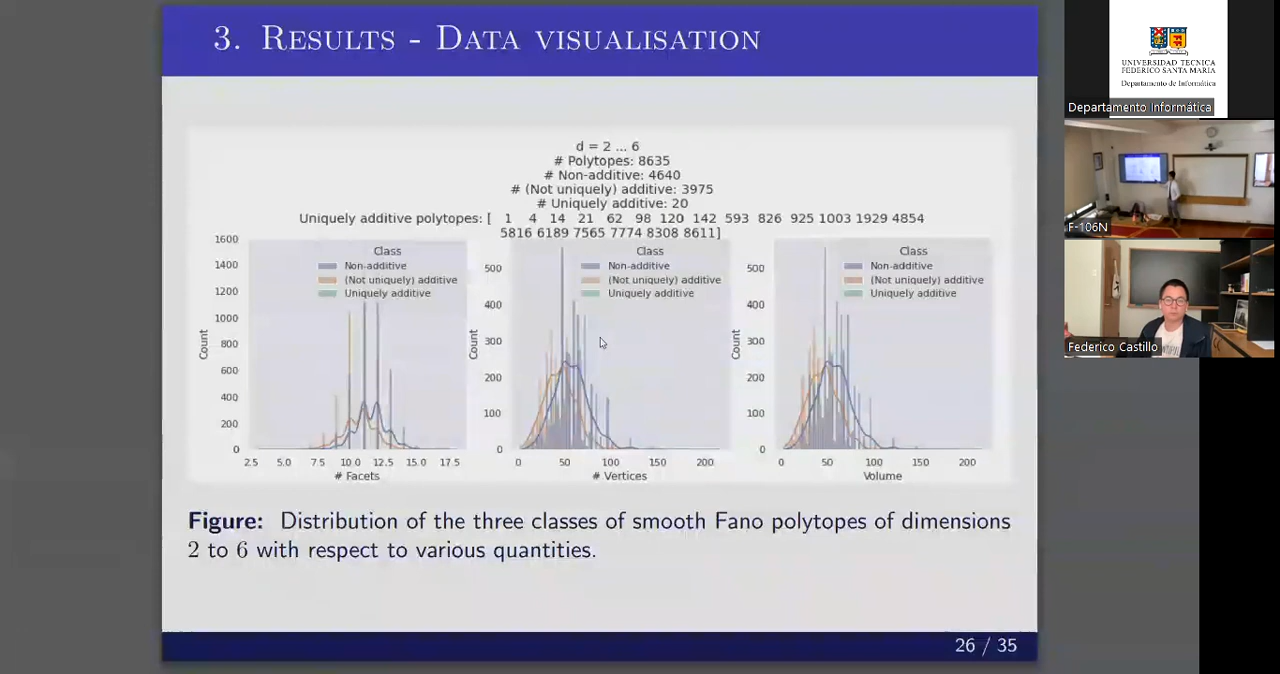 3. Results - Data visualisation
d = 2 ... 6
# Polytopes: 8635
# Non-additive: 4640
# (Not uniquely) additive: 3975
# Uniquely additive: 20
Uniquely additive polytopes: [ 1 4 14 21 62 98 120 142 593 826 925 1003 1929 4854
5816 6189 7565 7774 8308 8611]
1600
1400
1200
1000
800
600
400
200
0
Count
Class
Non-additive
(Not uniquely) additive
Uniquely additive
2.5 5.0 7.5 10.0 12.5 15.0 17.5
# Facets
500
400
300
200
100
0
Count
Class
Non-additive
(Not uniquely) additive
Uniquely additive
0 50 100 150 200
# Vertices
500
400
300
200
100
0
Count
Class
Non-additive
(Not uniquely) additive
Uniquely additive
0 50 100 150 200
Volume
Figure: Distribution of the three classes of smooth Fano polytopes of dimensions
2 to 6 with respect to various quantities.
26 / 35
UNIVERSIDAD TECNICA
FEDERICO SANTA MARIA
Departamento de Informática
Departamento Informática
F-106N
Federico Castillo